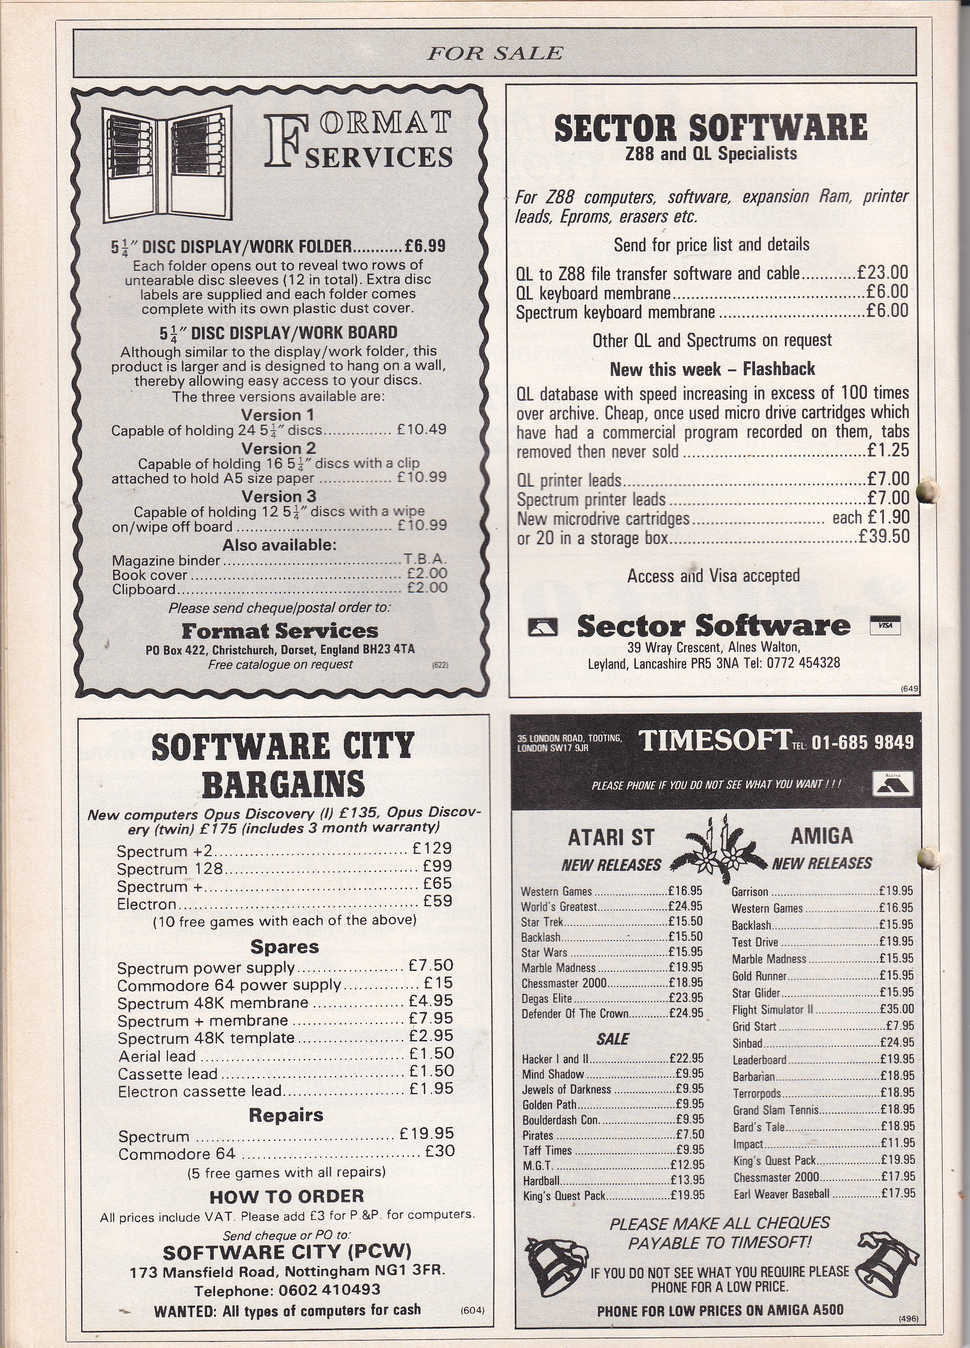 FOR SALE
FORMAT
SERVICES
5¼″ DISC DISPLAY/WORK FOLDER..........£6.99
Each folder opens out to reveal two rows of
untearable disc sleeves (12 in total). Extra disc
labels are supplied and each folder comes
complete with its own plastic dust cover.
5¼″ DISC DISPLAY/WORK BOARD
Although similar to the display/work folder, this
product is larger and is designed to hang on a wall,
thereby allowing easy access to your discs.
The three versions available are:
Version 1
Capable of holding 24 5¼″ discs.............. £10.49
Version 2
Capable of holding 16 5¼″ discs with a clip
attached to hold A5 size paper ............... £10.99
Version 3
Capable of holding 12 5¼″ discs with a wipe
on/wipe off board ................................ £10.99
Also available:
Magazine binder.....................................T.B.A.
Book cover........................................... £2.00
Clipboard.............................................. £2.00
Please send cheque/postal order to:
Format Services
PO Box 422, Christchurch, Dorset, England BH23 4TA
Free catalogue on request
(622)
SECTOR SOFTWARE
Z88 and QL Specialists
For Z88 computers, software, expansion Ram, printer
leads, Eproms, erasers etc.
Send for price list and details
QL to Z88 file transfer software and cable...........£23.00
QL keyboard membrane.......................................£6.00
Spectrum keyboard membrane..............................£6.00
Other QL and Spectrums on request
New this week – Flashback
QL database with speed increasing in excess of 100 times
over archive. Cheap, once used micro drive cartridges which
have had a commercial program recorded on them, tabs
removed then never sold.....................................£1.25
QL printer leads.................................................£7.00
Spectrum printer leads........................................£7.00
New microdrive cartridges........................... each £1.90
or 20 in a storage box.......................................£39.50
Access and Visa accepted
Sector Software
VISA
39 Wray Crescent, Alnes Walton,
Leyland, Lancashire PR5 3NA Tel: 0772 454328
(649
SOFTWARE CITY
BARGAINS
New computers Opus Discovery (I) £135, Opus Discov-
ery (twin) £175 (includes 3 month warranty)
Spectrum +2...................................... £129
Spectrum 128...................................... £99
Spectrum +.......................................... £65
Electron............................................... £59
(10 free games with each of the above)
Spares
Spectrum power supply..................... £7.50
Commodore 64 power supply............... £15
Spectrum 48K membrane .................. £4.95
Spectrum + membrane ...................... £7.95
Spectrum 48K template..................... £2.95
Aerial lead ........................................ £1.50
Cassette lead.................................... £1.50
Electron cassette lead........................ £1.95
Repairs
Spectrum ....................................... £19.95
Commodore 64 .................................. £30
(5 free games with all repairs)
HOW TO ORDER
All prices include VAT. Please add £3 for P.&P. for computers.
Send cheque or PO to:
SOFTWARE CITY (PCW)
173 Mansfield Road, Nottingham NG1 3FR.
Telephone: 0602 410493
WANTED: All types of computers for cash
(604)
35 LONDON ROAD, TOOTING,
LONDON SW17 9JR
TIMESOFT TEL: 01-685 9849
PLEASE PHONE IF YOU DO NOT SEE WHAT YOU WANT!!!
ATARI ST
NEW RELEASES
Western Games........................£16.95
World's Greatest.......................£24.95
Star Trek...................................£15.50
Backlash...................................£15.50
Star Wars .................................£15.95
Marble Madness.......................£19.95
Chessmaster 2000....................£18.95
Degas Elite...............................£23.95
Defender Of The Crown.............£24.95
SALE
Hacker I and II..........................£22.95
Mind Shadow.............................£9.95
Jewels of Darkness ....................£9.95
Golden Path................................£9.95
Boulderdash Con.........................£9.95
Pirates .......................................£7.50
Taff Times ..................................£9.95
M.G.T. .....................................£12.95
Hardball....................................£13.95
King's Quest Pack.....................£19.95
AMIGA
NEW RELEASES
Garrison ...................................£19.95
Western Games ........................£16.95
Backlash...................................£15.95
Test Drive ................................£19.95
Marble Madness.......................£15.95
Gold Runner..............................£15.95
Star Glider................................£15.95
Flight Simulator II .....................£35.00
Grid Start ...................................£7.95
Sinbad......................................£24.95
Leaderboard..............................£19.95
Barbarian..................................£18.95
Terrorpods................................£18.95
Grand Slam Tennis....................£18.95
Bard's Tale................................£18.95
Impact......................................£11.95
King's Quest Pack.....................£19.95
Chessmaster 2000....................£17.95
Earl Weaver Baseball ................£17.95
PLEASE MAKE ALL CHEQUES
PAYABLE TO TIMESOFT!
IF YOU DO NOT SEE WHAT YOU REQUIRE PLEASE
PHONE FOR A LOW PRICE.
PHONE FOR LOW PRICES ON AMIGA A500
(496)